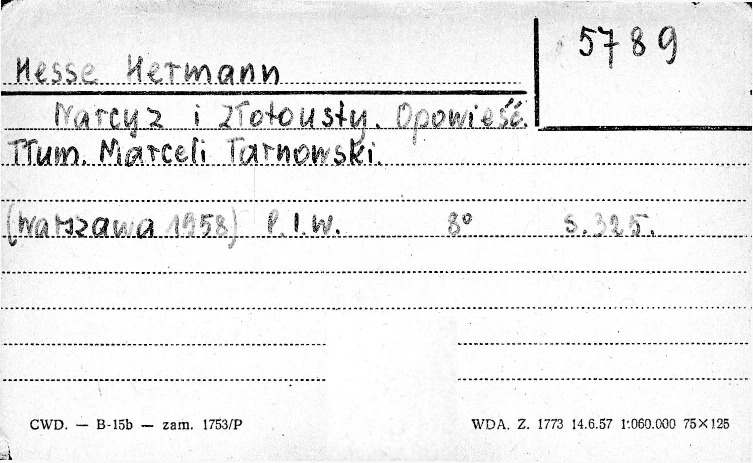 5789
Hesse Hermann
Narcyz i Złotousty. Opowieść.
Tłum. Marceli Tarnowski.
(Warszawa 1958) P.I.W. 8° s. 325.
CWD. — B-15b — zam. 1753/P
WDA. Z. 1773 14.6.57 1:060.000 75×125